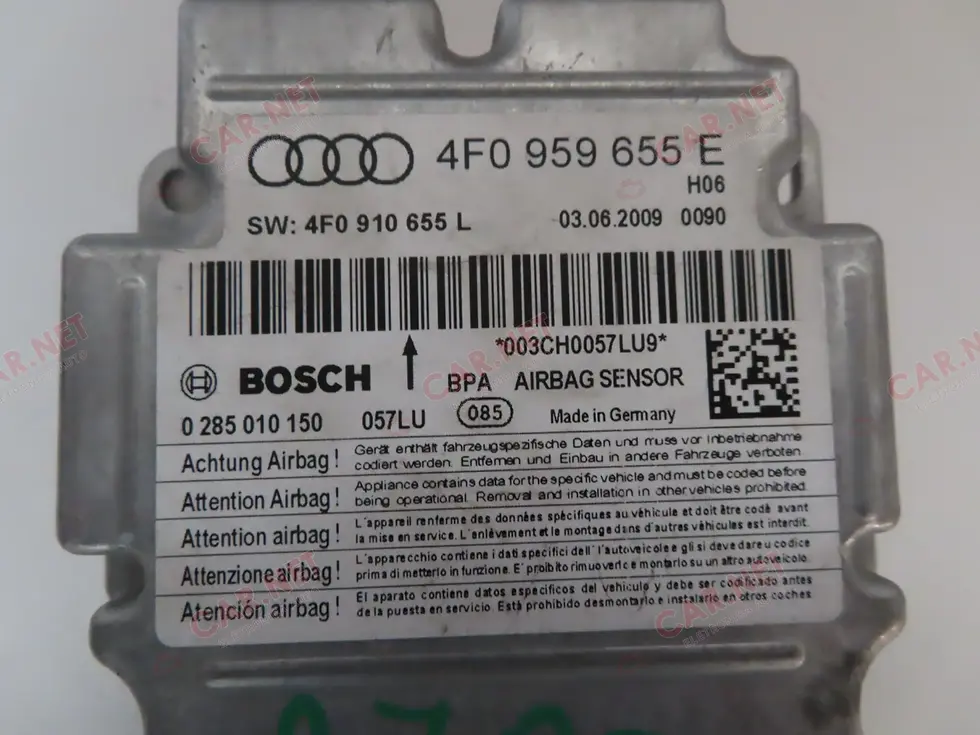 4F0 959 655 E
H06
SW: 4F0 910 655 L 03.06.2009 0090
*003CH0057LU9*
BOSCH BPA AIRBAG SENSOR
0 285 010 150 057LU 085 Made in Germany
Achtung Airbag! Gerät enthält fahrzeugspezifische Daten und muss vor Inbetriebnahme
codiert werden. Entfernen und Einbau in andere Fahrzeuge verboten.
Attention Airbag! Appliance contains data for the specific vehicle and must be coded before
being operational. Removal and installation in other vehicles prohibited.
Attention airbag! L'appareil renferme des données spécifiques au véhicule et doit être codé avant
la mise en service. L'enlèvement et le montage dans d'autres véhicules est interdit.
Attenzione airbag! L'apparecchio contiene i dati specifici dell'l'autoveicolo e gli si deve dare u codice
prima di metterlo in funzione. E' proibito rimuoverlo e montarlo su un altro autoveicolo.
Atención airbag! El aparato contiene datos específicos del vehículo y debe ser codificado antes
de la puesta en servicio. Está prohibido desmontarlo e instalarlo en otros coches
CAR.NET